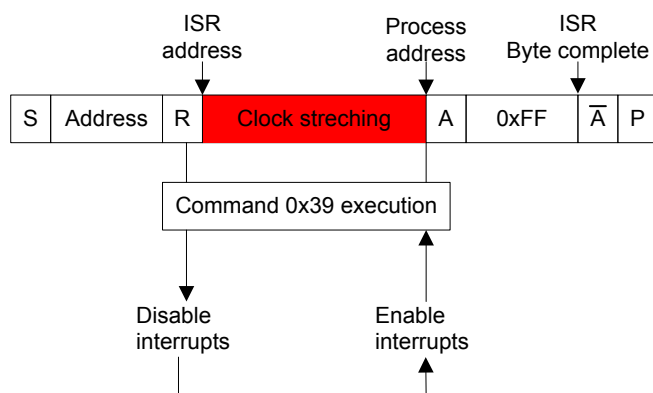 ISR
address
Process
address
ISR
Byte complete
S Address R Clock streching A 0xFF A̅ P
Command 0x39 execution
Disable
interrupts
Enable
interrupts